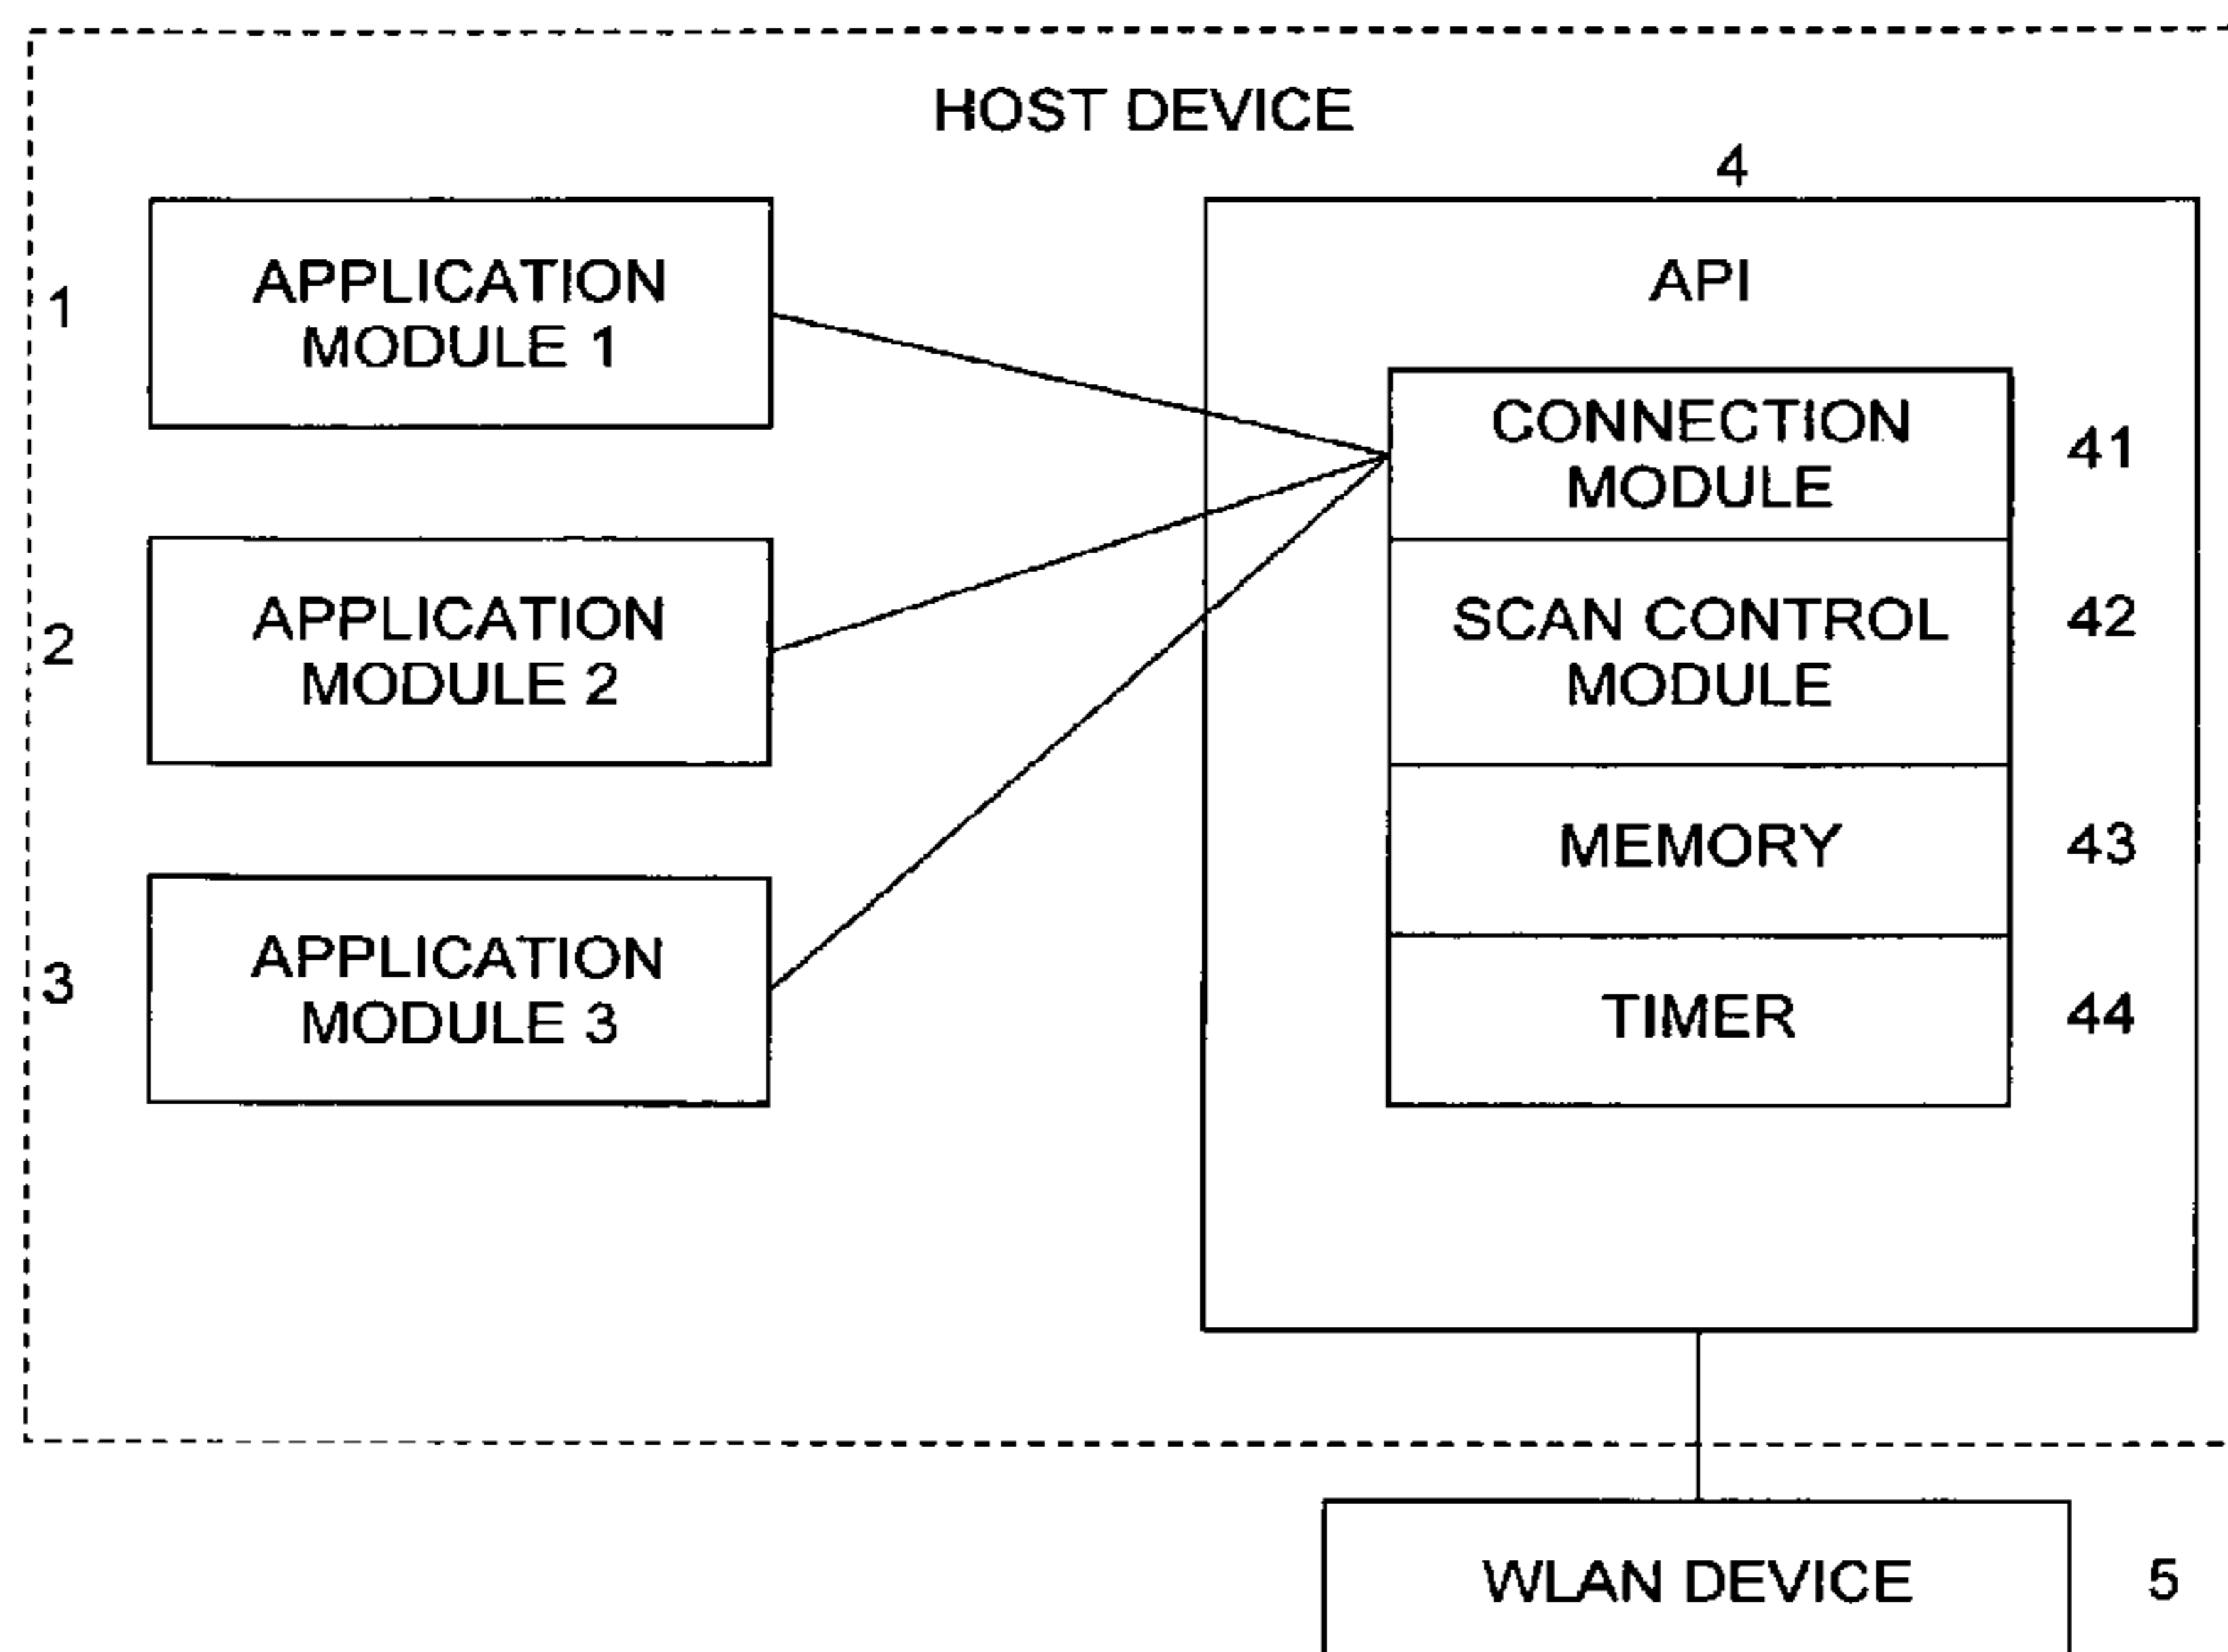 HOST DEVICE
4
1
APPLICATION
MODULE 1
API
CONNECTION
MODULE
41
2
APPLICATION
MODULE 2
SCAN CONTROL
MODULE
42
MEMORY
43
3
APPLICATION
MODULE 3
TIMER
44
WLAN DEVICE
5